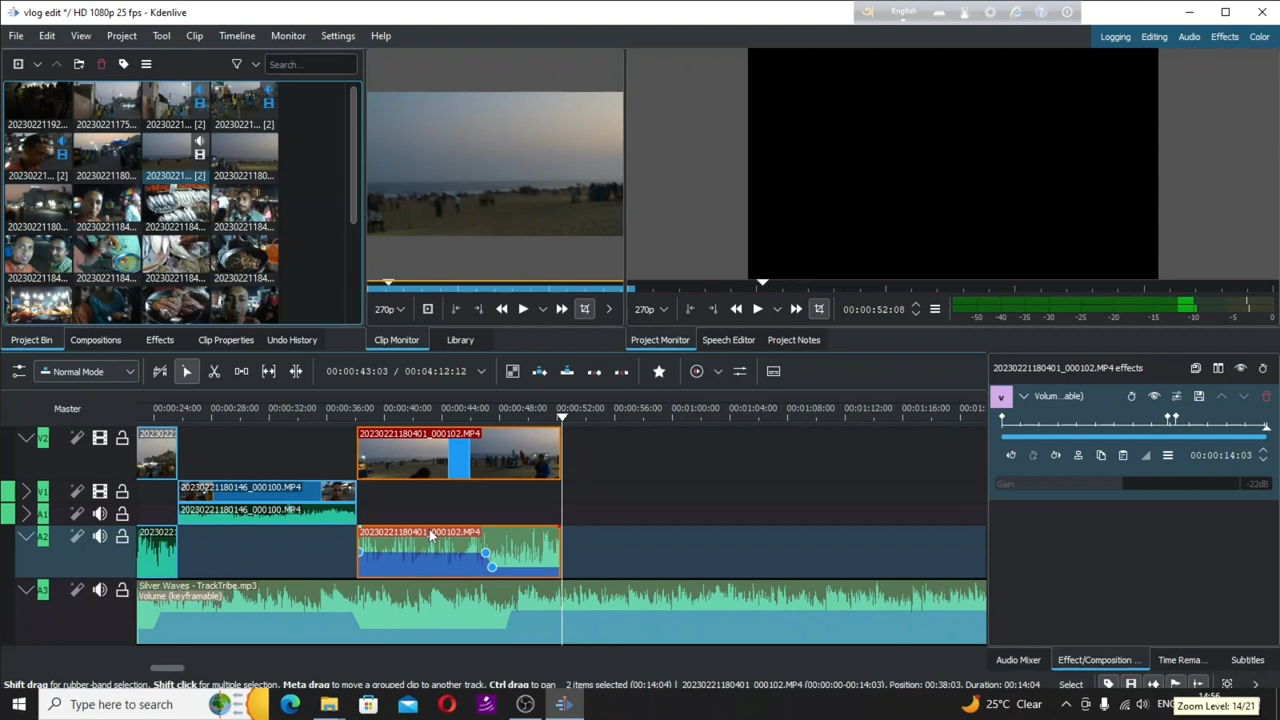 vlog edit */ HD 1080p 25 fps - Kdenlive
English
File Edit View Project Tool Clip Timeline Monitor Settings Help
Logging Editing Audio Effects Color
Search...
20230221192... 20230221175... 20230221... [2] 20230221... [2]
20230221... [2] 20230221180... 20230221... [2] 20230221180...
20230221180... 20230221184... 20230221184... 20230221184...
20230221184... 20230221184... 20230221184... 20230221184...
270p
270p 00:00:52:08
-50 -40 -30 -25 -20 -15 -10 -5 0
Project Bin Compositions Effects Clip Properties Undo History
Clip Monitor Library
Project Monitor Speech Editor Project Notes
Normal Mode
00:00:43:03 / 00:04:12:12
20230221180401_000102.MP4 effects
Master
00:00:24:00 00:00:28:00 00:00:32:00 00:00:36:00 00:00:40:00 00:00:44:00 00:00:48:00 00:00:52:00 00:00:56:00 00:01:00:00 00:01:04:00 00:01:08:00 00:01:12:00 00:01:16:00 00:01:
v Volum...able)
V2 2023022 20230221180401_000102.MP4
00:00:14:03
Gain -22dB
V1 20230221180146_000100.MP4
A1 20230221180146_000100.MP4
A2 2023022 20230221180401_000102.MP4
A3 Silver Waves - TrackTribe.mp3
Volume (keyframable)
Audio Mixer Effect/Composition ... Time Rema... Subtitles
Shift drag for rubber-band selection, Shift click for multiple selection, Meta drag to move a grouped clip to another track, Ctrl drag to pan
2 items selected (00:14:04) | 20230221180401_000102.MP4 (00:00:00-00:14:03), Position: 00:38:03, Duration: 00:14:04
Select
Type here to search
25°C Clear
ENG
14:56
Zoom Level: 14/21